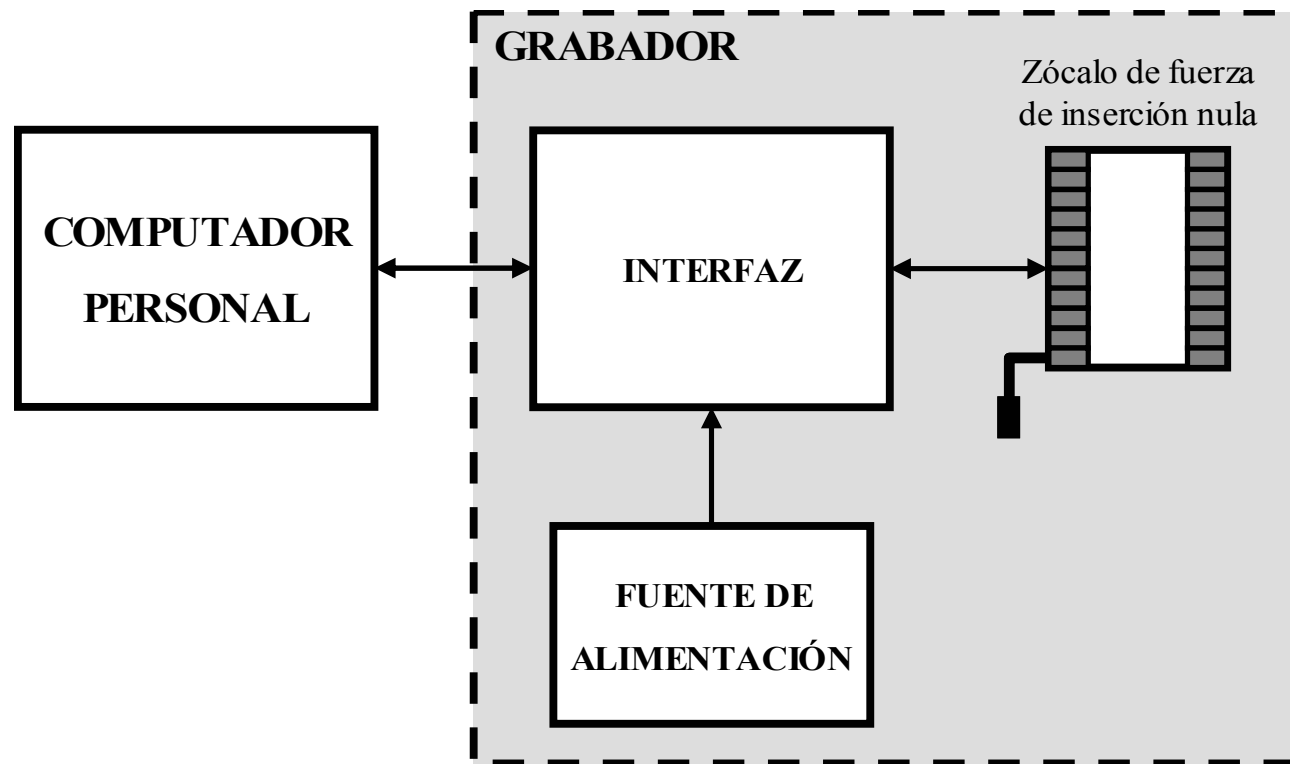 GRABADOR
Zócalo de fuerza
de inserción nula
COMPUTADOR
PERSONAL
INTERFAZ
FUENTE DE
ALIMENTACIÓN